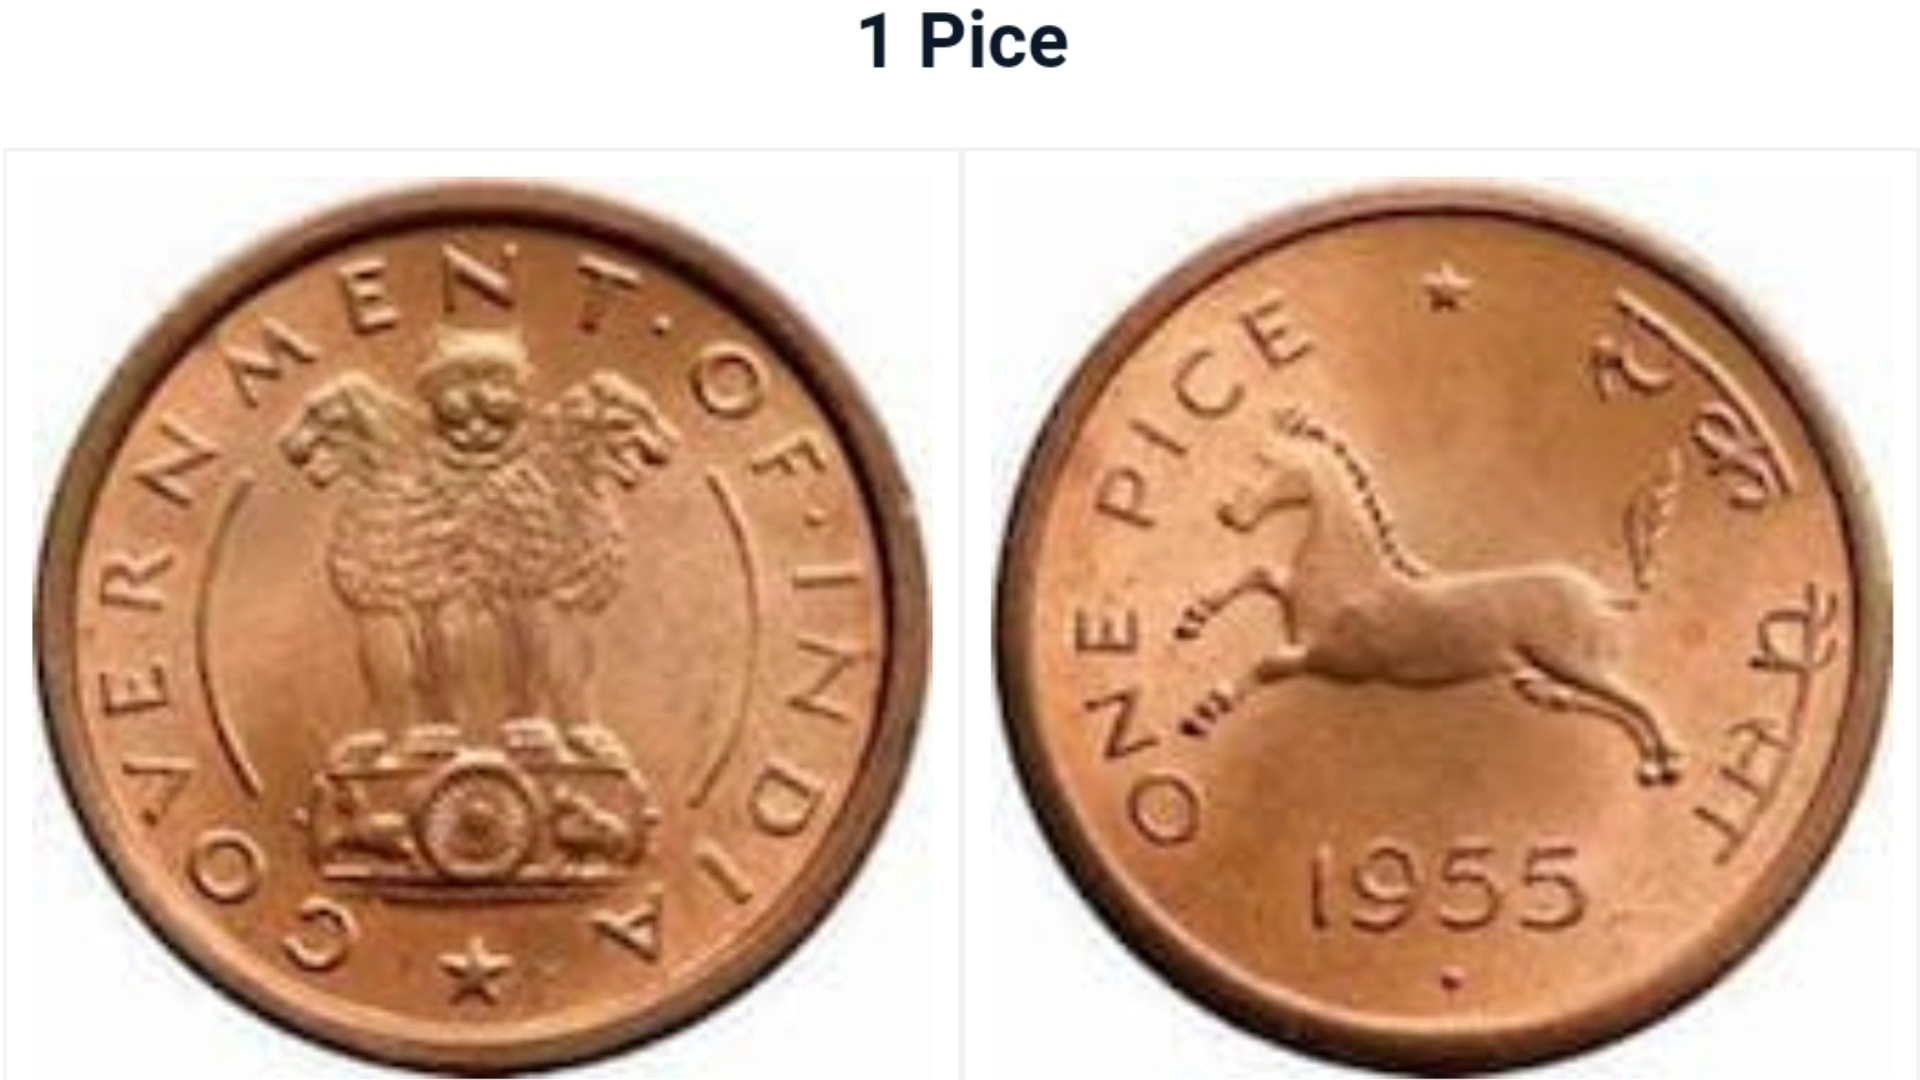 1 Pice
GOVERNMENT·OF·INDIA
ONE PICE
एक पैसा
1955